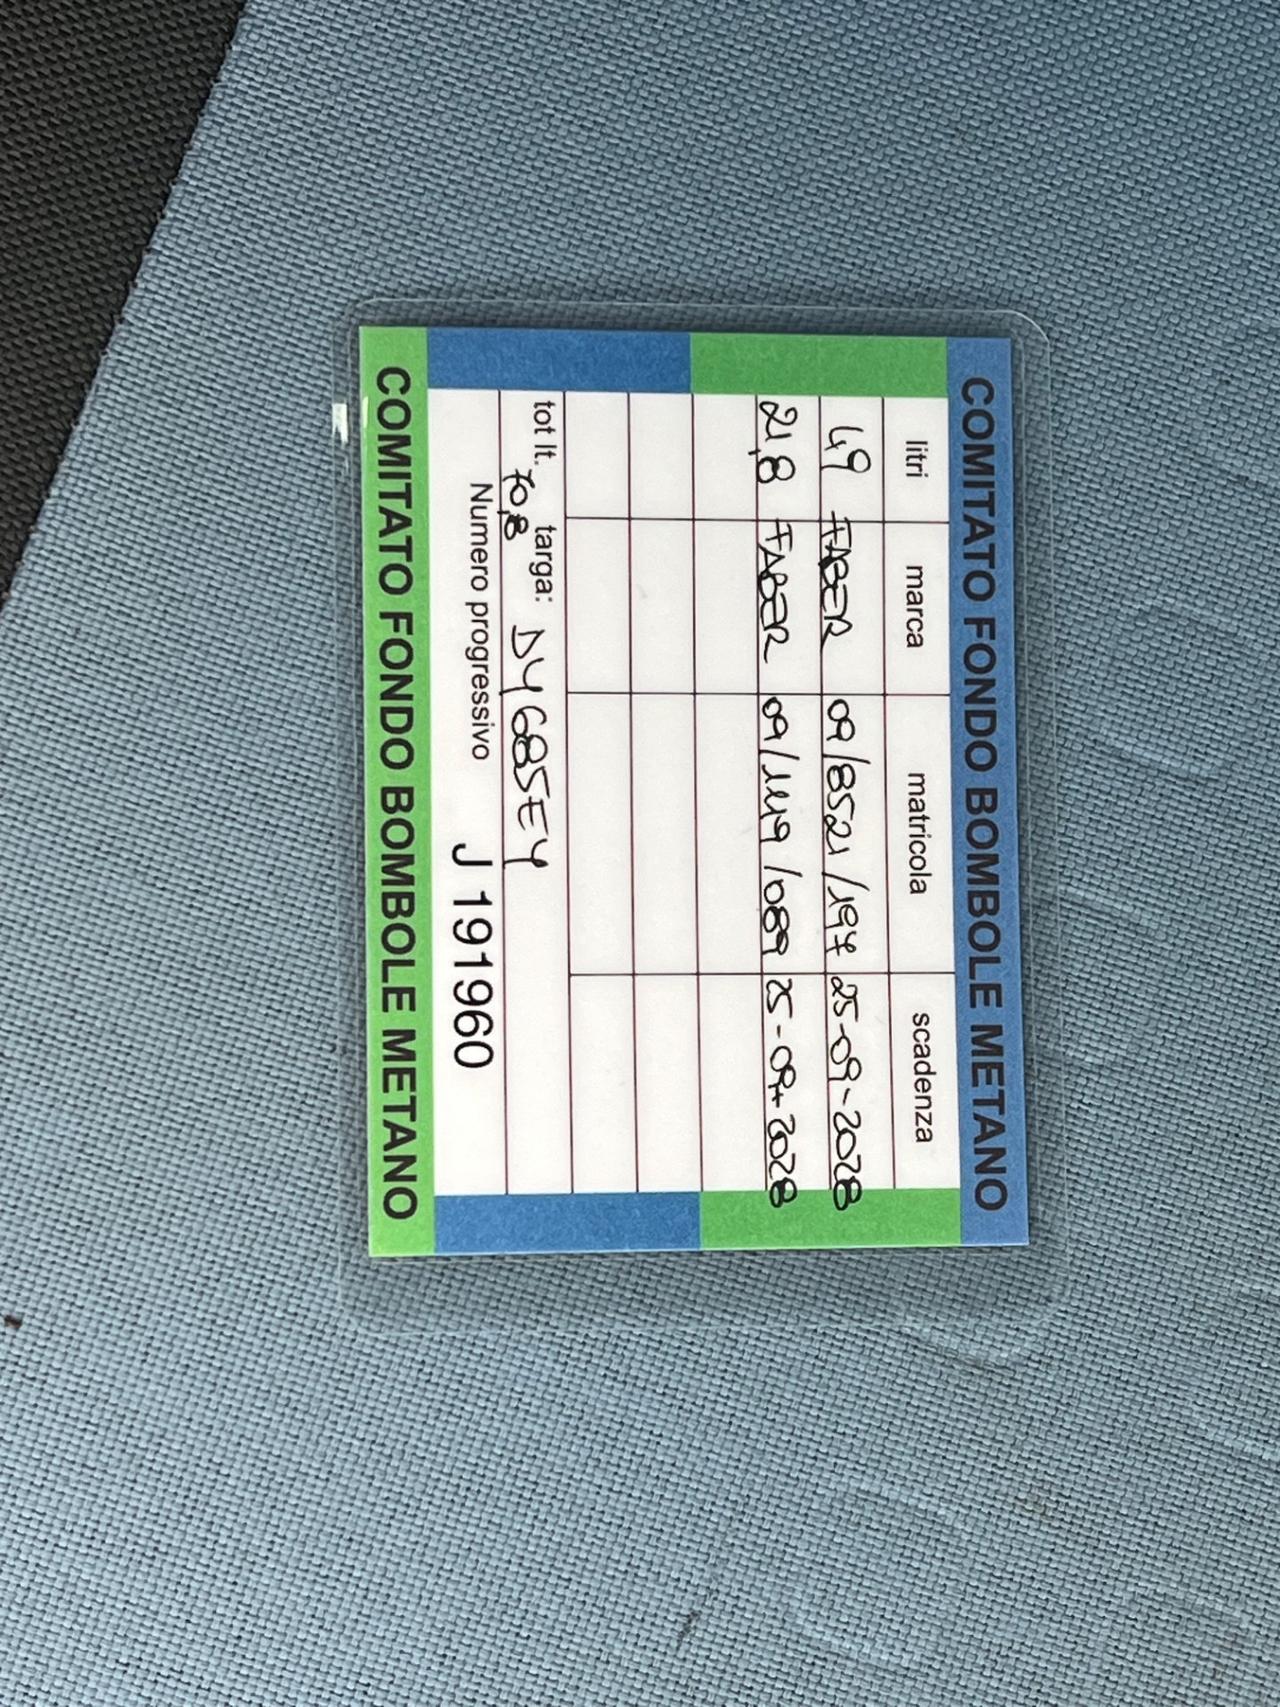 COMITATO FONDO BOMBOLE METANO
litri marca matricola scadenza
49 FABER 09/8521/197 25-09-2028
21,8 FABER 09/1149/089 25-09-2028
tot lt. 70,8 targa: DY685EY
Numero progressivo J 191960
COMITATO FONDO BOMBOLE METANO